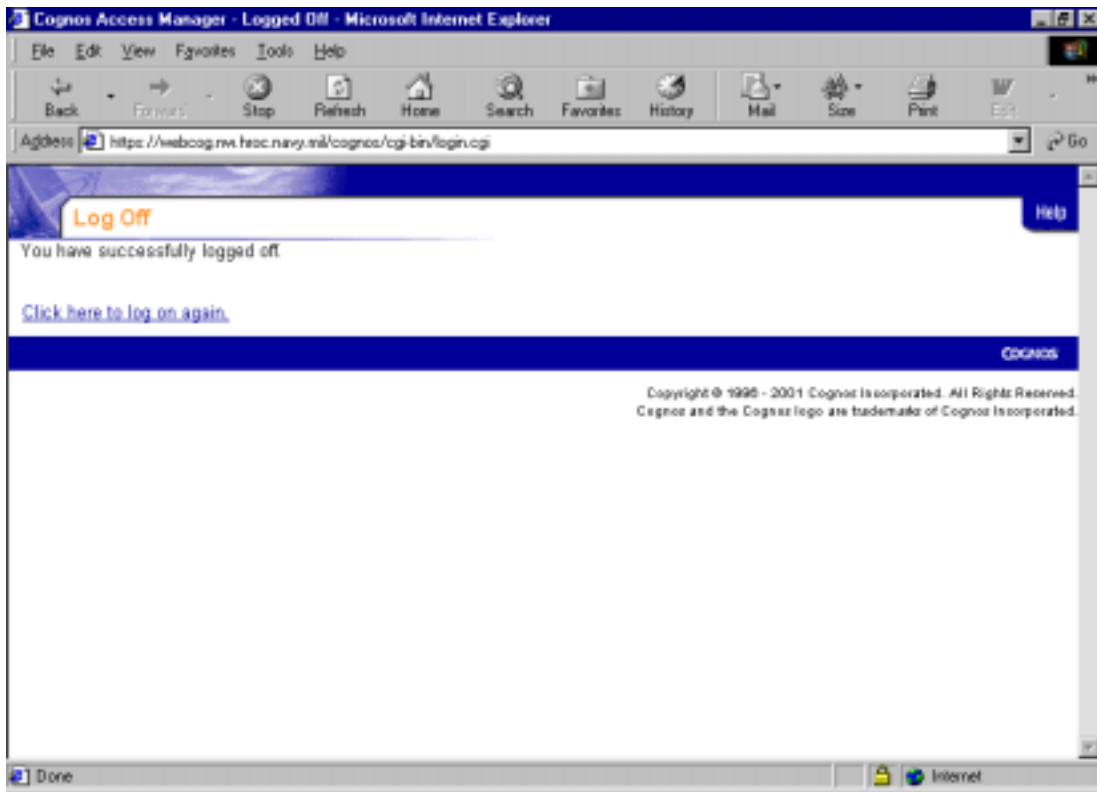 Cognos Access Manager - Logged Off - Microsoft Internet Explorer
File Edit View Favorites Tools Help
Back Forward Stop Refresh Home Search Favorites History Mail Size Print Edit
Address https://webcog.nw.hroc.navy.mil/cognos/cgi-bin/login.cgi Go
Log Off Help
You have successfully logged off.
Click here to log on again.
COGNOS
Copyright © 1998 - 2001 Cognos Incorporated. All Rights Reserved.
Cognos and the Cognos logo are trademarks of Cognos Incorporated.
Done Internet